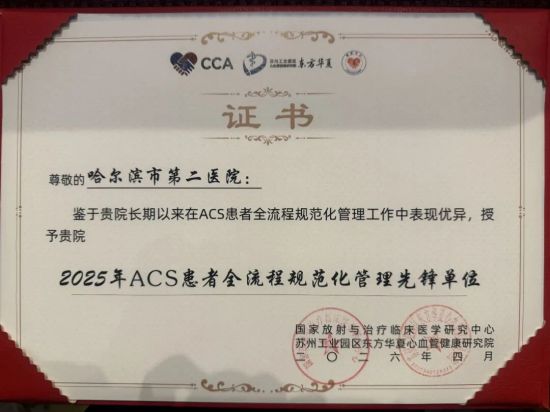 CCA 东方华夏
证书
尊敬的哈尔滨市第二医院：
鉴于贵院长期以来在ACS患者全流程规范化管理工作中表现优异，授
予贵院
2025年ACS患者全流程规范化管理先锋单位
国家放射与治疗临床医学研究中心
苏州工业园区东方华夏心血管健康研究院
二〇二六年四月